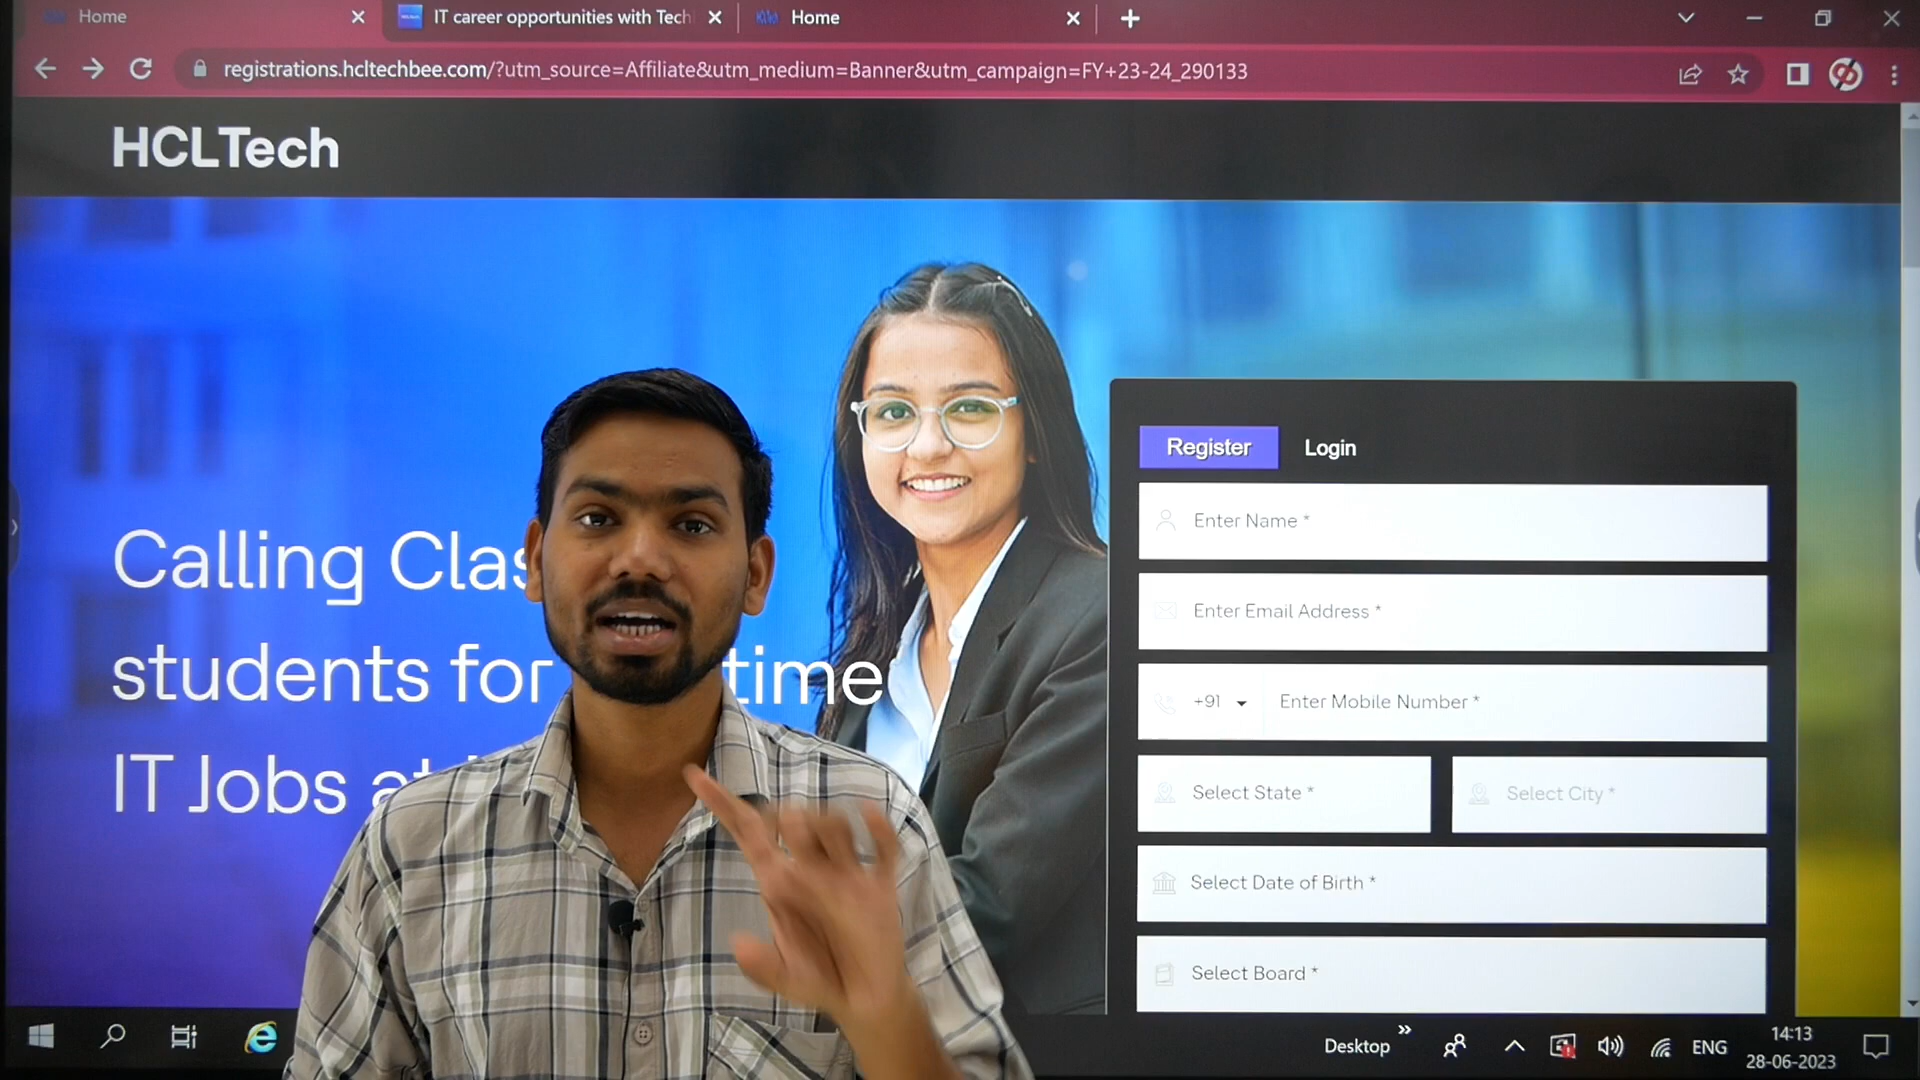 Home
IT career opportunities with Tech
Home
registrations.hcltechbee.com/?utm_source=Affiliate&utm_medium=Banner&utm_campaign=FY+23-24_290133
HCLTech
Calling Clas
students for time
IT Jobs at
Register Login
Enter Name *
Enter Email Address *
+91 Enter Mobile Number *
Select State * Select City *
Select Date of Birth *
Select Board *
Desktop
ENG
14:13
28-06-2023